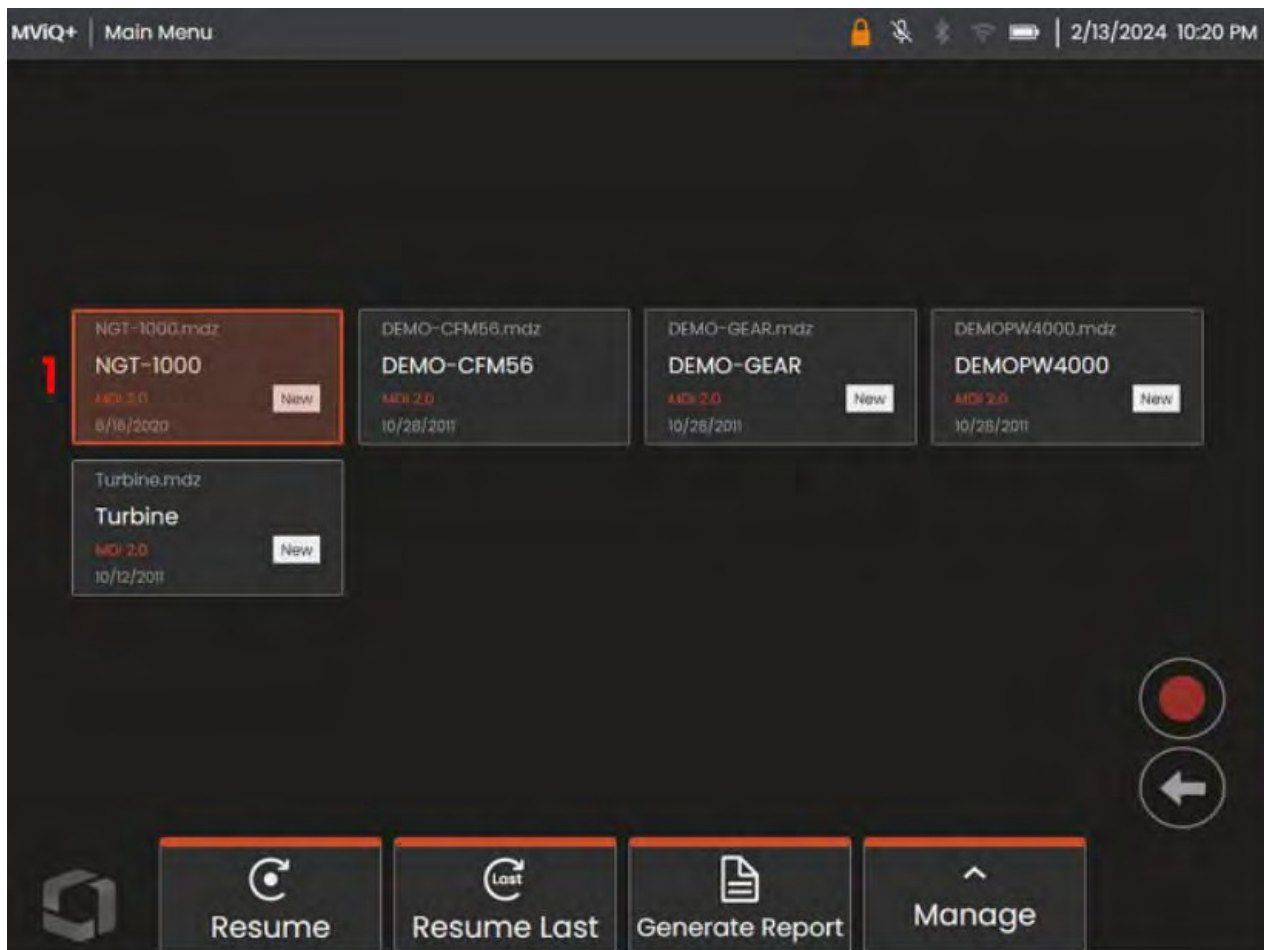 MViQ+ | Main Menu
2/13/2024 10:20 PM
NGT-1000.mdz
NGT-1000
MDI 2.0
New
8/16/2020
1
DEMO-CFM56.mdz
DEMO-CFM56
MDI 2.0
10/28/2011
DEMO-GEAR.mdz
DEMO-GEAR
MDI 2.0
New
10/28/2011
DEMOPW4000.mdz
DEMOPW4000
MDI 2.0
New
10/28/2011
Turbine.mdz
Turbine
MDI 2.0
New
10/12/2011
Resume
Last
Resume Last
Generate Report
Manage